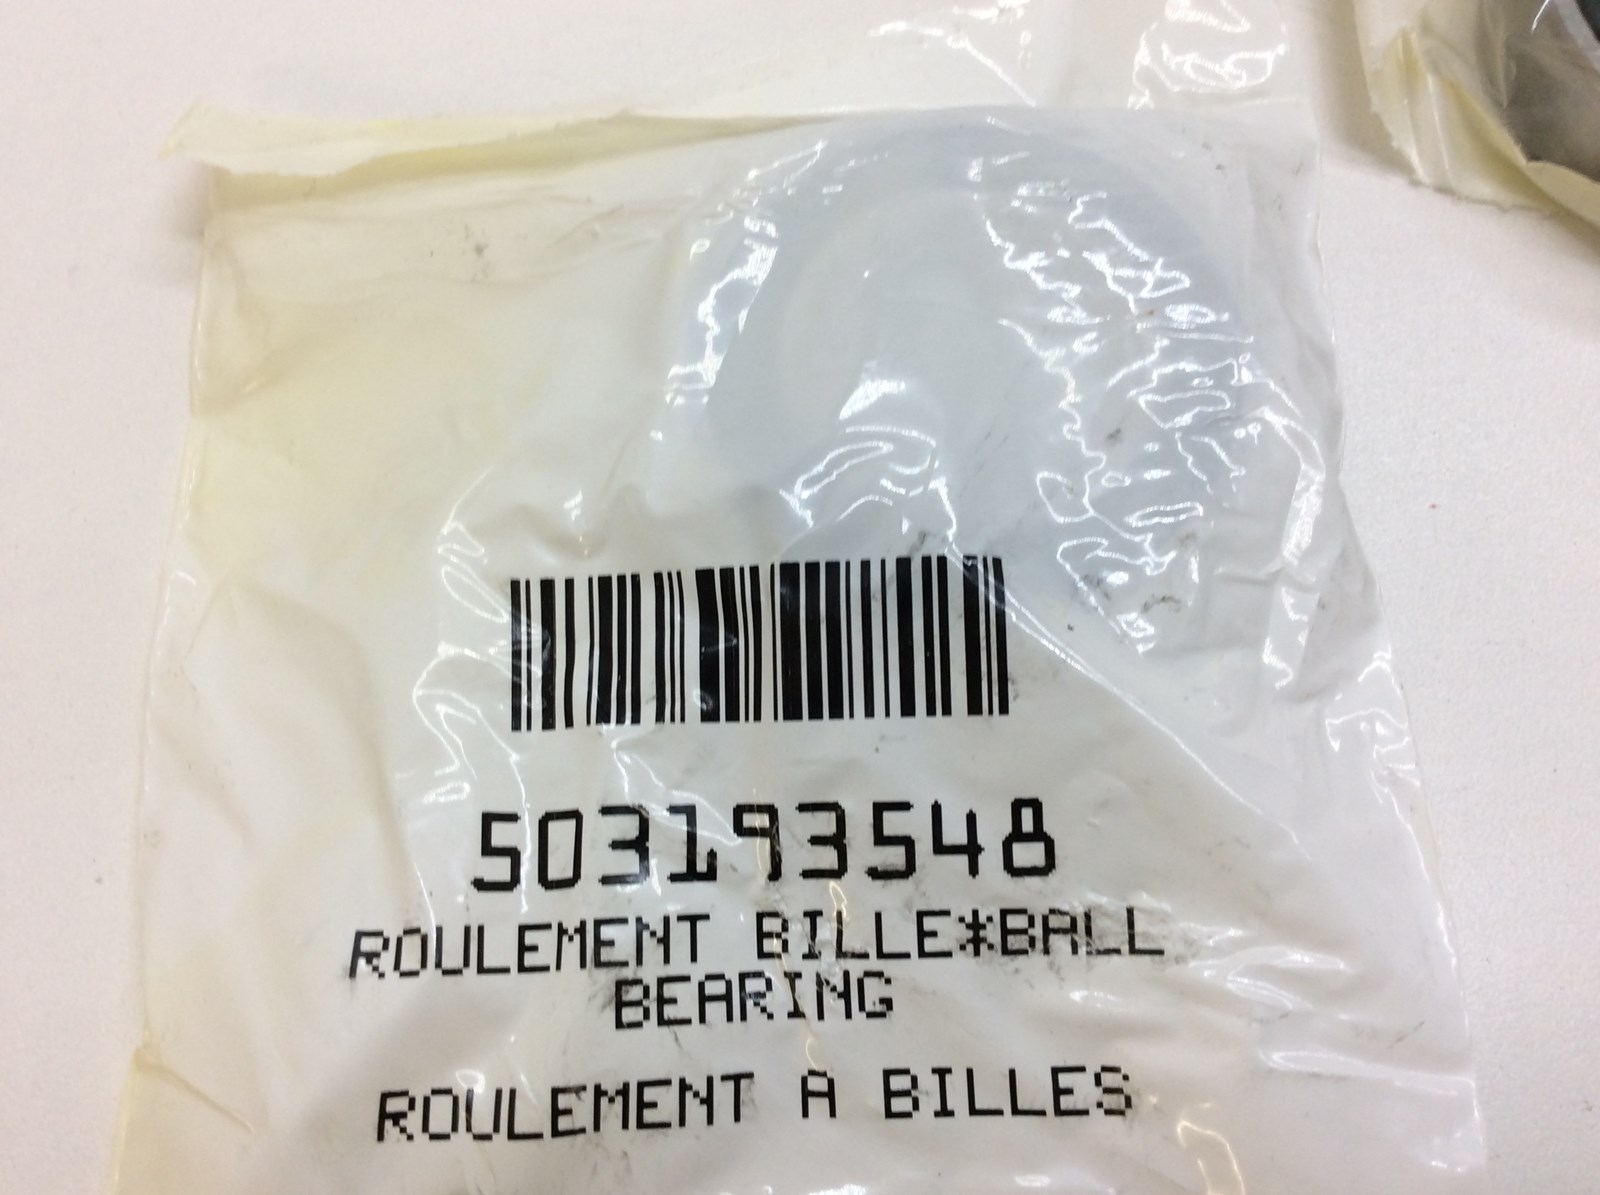 503193548
ROULEMENT BILLE*BALL
BEARING
ROULEMENT A BILLES